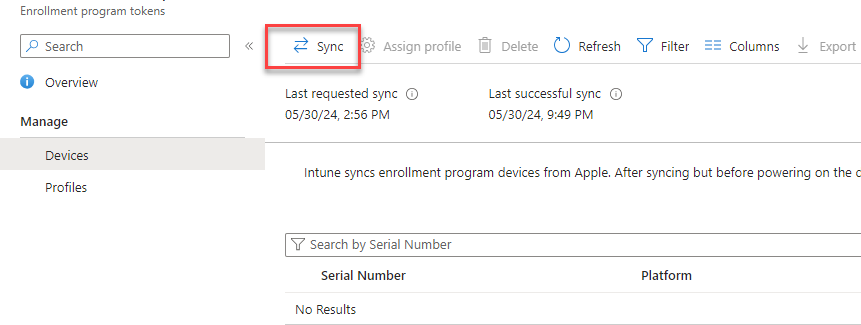 Enrollment program tokens
Search
«
Sync
Assign profile
Delete
Refresh
Filter
Columns
Export
Overview
Last requested sync
Last successful sync
05/30/24, 2:56 PM
05/30/24, 9:49 PM
Manage
Devices
Profiles
Intune syncs enrollment program devices from Apple. After syncing but before powering on the
Search by Serial Number
Serial Number
Platform
No Results